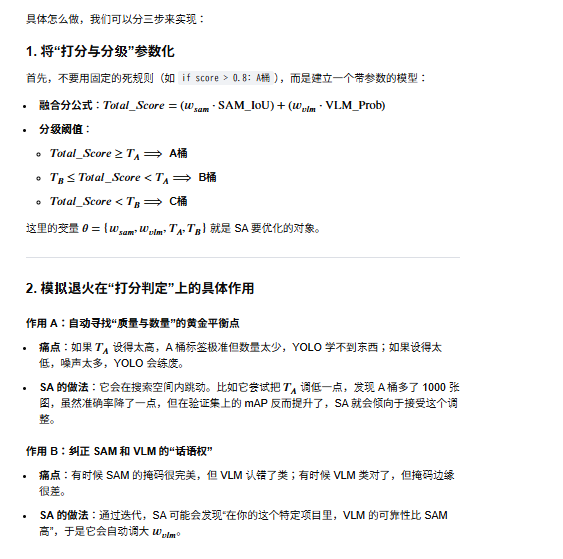 具体怎么做，我们可以分三步来实现：
1. 将“打分与分级”参数化
首先，不要用固定的死规则（如 if score > 0.8: A桶 ），而是建立一个带参数的模型：
• 融合分公式：Total_Score = (w_sam · SAM_IoU) + (w_vlm · VLM_Prob)
• 分级阈值：
◦ Total_Score ≥ T_A ⟹ A桶
◦ T_B ≤ Total_Score < T_A ⟹ B桶
◦ Total_Score < T_B ⟹ C桶
这里的变量 θ = {w_sam, w_vlm, T_A, T_B} 就是 SA 要优化的对象。
2. 模拟退火在“打分判定”上的具体作用
作用 A：自动寻找“质量与数量”的黄金平衡点
• 痛点：如果 T_A 设得太高，A 桶标签极准但数量太少，YOLO 学不到东西；如果设得太
低，噪声太多，YOLO 会练废。
• SA 的做法：它会在搜索空间内跳动。比如它尝试把 T_A 调低一点，发现 A 桶多了 1000 张
图，虽然准确率降了一点，但在验证集上的 mAP 反而提升了，SA 就会倾向于接受这个调
整。
作用 B：纠正 SAM 和 VLM 的“话语权”
• 痛点：有时候 SAM 的掩码很完美，但 VLM 认错了类；有时候 VLM 类对了，但掩码边缘
很差。
• SA 的做法：通过迭代，SA 可能会发现“在你的这个特定项目里，VLM 的可靠性比 SAM
高”，于是它会自动调大 w_vlm。